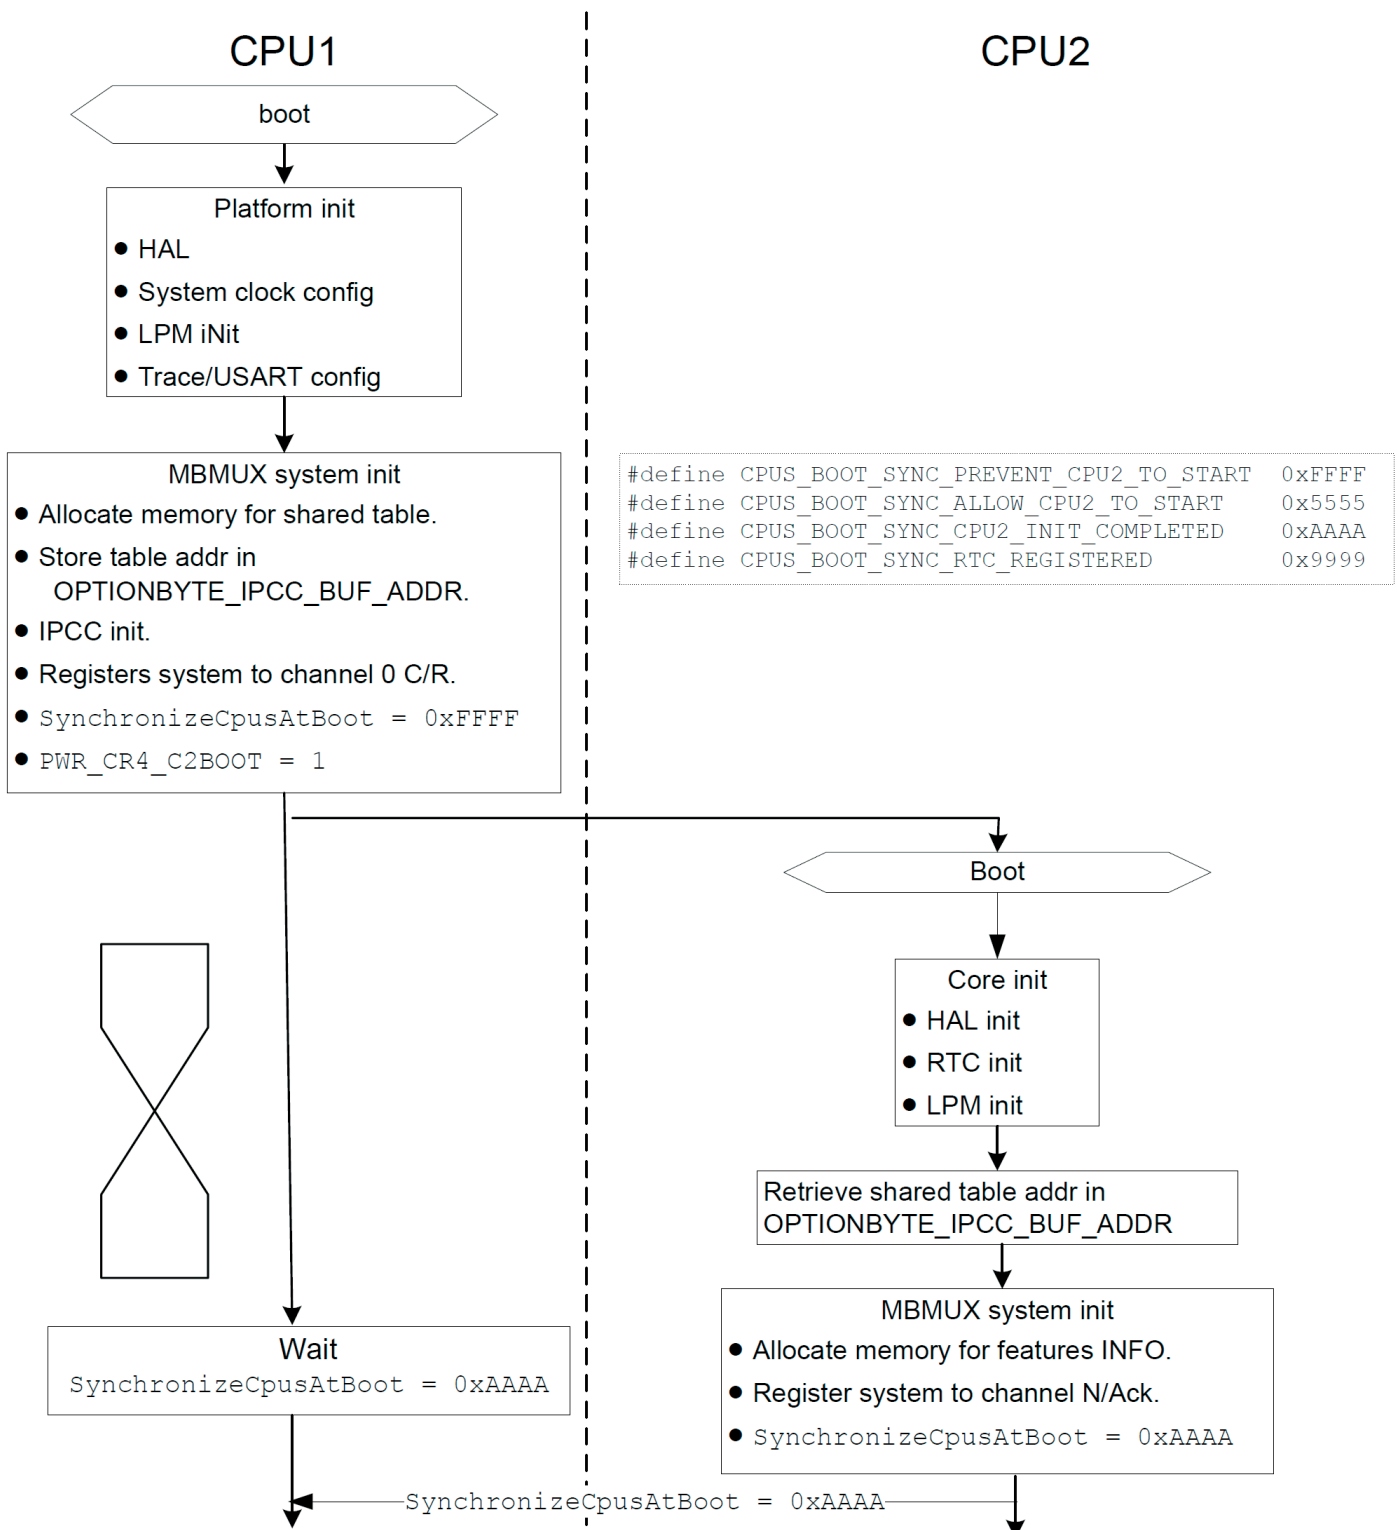 CPU1
CPU2
boot
Platform init
● HAL
● System clock config
● LPM iNit
● Trace/USART config
MBMUX system init
● Allocate memory for shared table.
● Store table addr in
OPTIONBYTE_IPCC_BUF_ADDR.
● IPCC init.
● Registers system to channel 0 C/R.
● SynchronizeCpusAtBoot = 0xFFFF
● PWR_CR4_C2BOOT = 1
#define CPUS_BOOT_SYNC_PREVENT_CPU2_TO_START 0xFFFF
#define CPUS_BOOT_SYNC_ALLOW_CPU2_TO_START 0x5555
#define CPUS_BOOT_SYNC_CPU2_INIT_COMPLETED 0xAAAA
#define CPUS_BOOT_SYNC_RTC_REGISTERED 0x9999
Boot
Core init
● HAL init
● RTC init
● LPM init
Retrieve shared table addr in
OPTIONBYTE_IPCC_BUF_ADDR
MBMUX system init
● Allocate memory for features INFO.
● Register system to channel N/Ack.
● SynchronizeCpusAtBoot = 0xAAAA
Wait
SynchronizeCpusAtBoot = 0xAAAA
SynchronizeCpusAtBoot = 0xAAAA